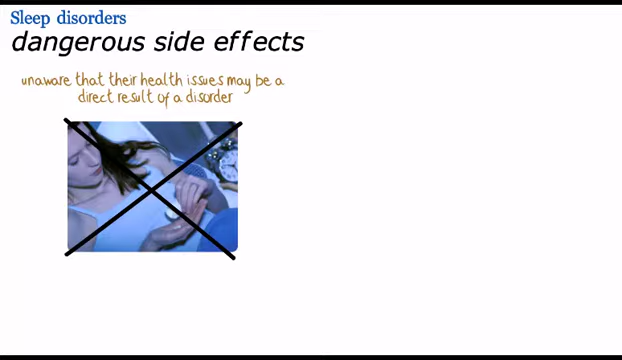 Sleep disorders
dangerous side effects
unaware that their health issues may be a
direct result of a disorder